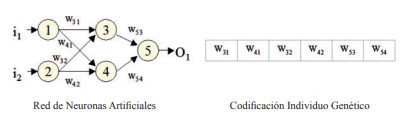 i1 1 W31 3 W53
W41 5 O1
W32
i2 2 W42 4 W54
W31 W41 W32 W42 W53 W54
Red de Neuronas Artificiales
Codificación Individuo Genético